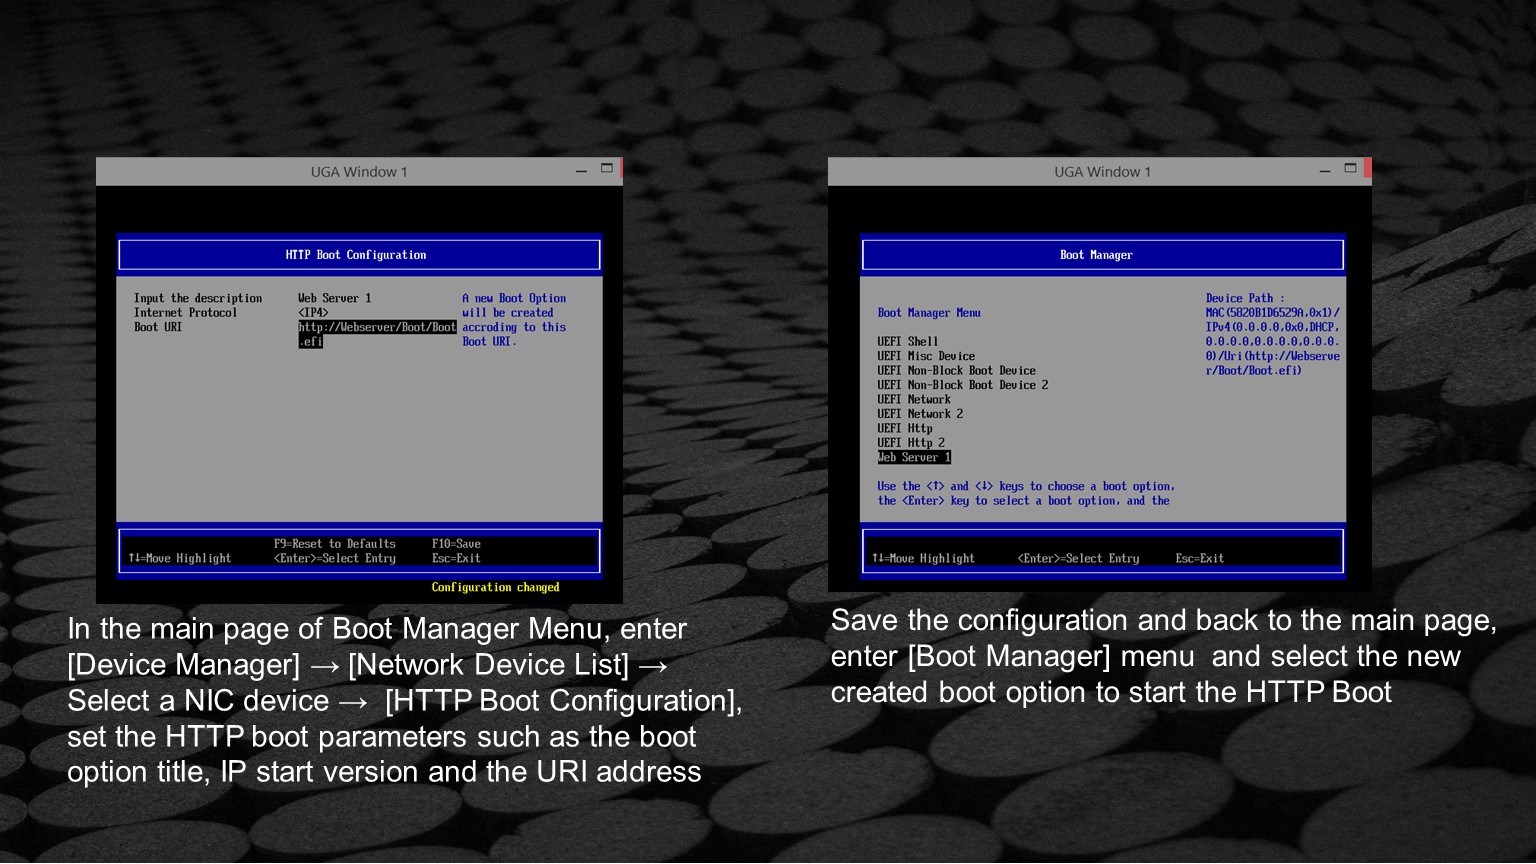 UGA Window 1
HTTP Boot Configuration
Input the description Web Server 1 A new Boot Option
Internet Protocol <IP4> will be created
Boot URI http://Webserver/Boot/Boot accroding to this
.efi Boot URI.
F9=Reset to Defaults F10=Save
↑↓=Move Highlight <Enter>=Select Entry Esc=Exit
Configuration changed
In the main page of Boot Manager Menu, enter
[Device Manager] → [Network Device List] →
Select a NIC device → [HTTP Boot Configuration],
set the HTTP boot parameters such as the boot
option title, IP start version and the URI address
UGA Window 1
Boot Manager
Device Path :
Boot Manager Menu MAC(5820B1D6529A,0x1)/
IPv4(0.0.0.0,0x0,DHCP,
UEFI Shell 0.0.0.0,0.0.0.0,0.0.0.
UEFI Misc Device 0)/Uri(http://Webserve
UEFI Non-Block Boot Device r/Boot/Boot.efi)
UEFI Non-Block Boot Device 2
UEFI Network
UEFI Network 2
UEFI Http
UEFI Http 2
Web Server 1
Use the <↑> and <↓> keys to choose a boot option,
the <Enter> key to select a boot option, and the
↑↓=Move Highlight <Enter>=Select Entry Esc=Exit
Save the configuration and back to the main page,
enter [Boot Manager] menu and select the new
created boot option to start the HTTP Boot